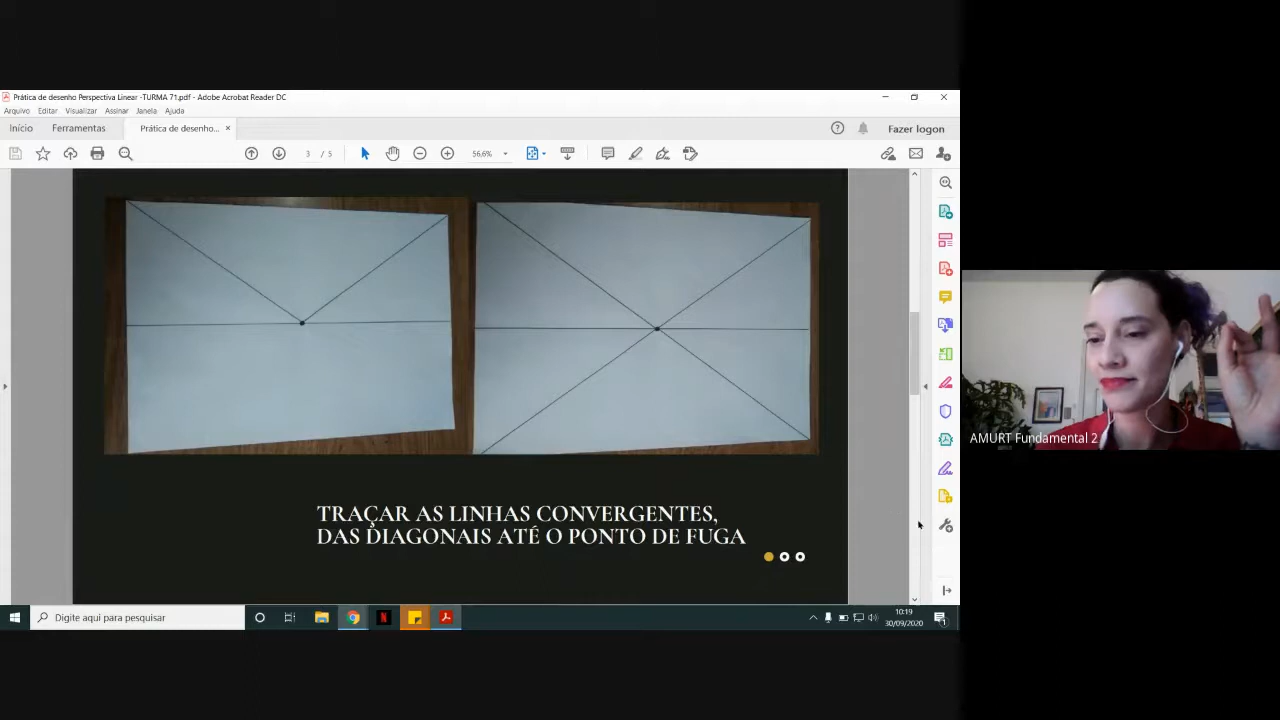 Prática de desenho Perspectiva Linear -TURMA 71.pdf - Adobe Acrobat Reader DC
Arquivo Editar Visualizar Assinar Janela Ajuda
Início Ferramentas Prática de desenho... × Fazer logon
3 / 5 56,6%
AMURT Fundamental 2
TRAÇAR AS LINHAS CONVERGENTES,
DAS DIAGONAIS ATÉ O PONTO DE FUGA
Digite aqui para pesquisar
10:19
30/09/2020